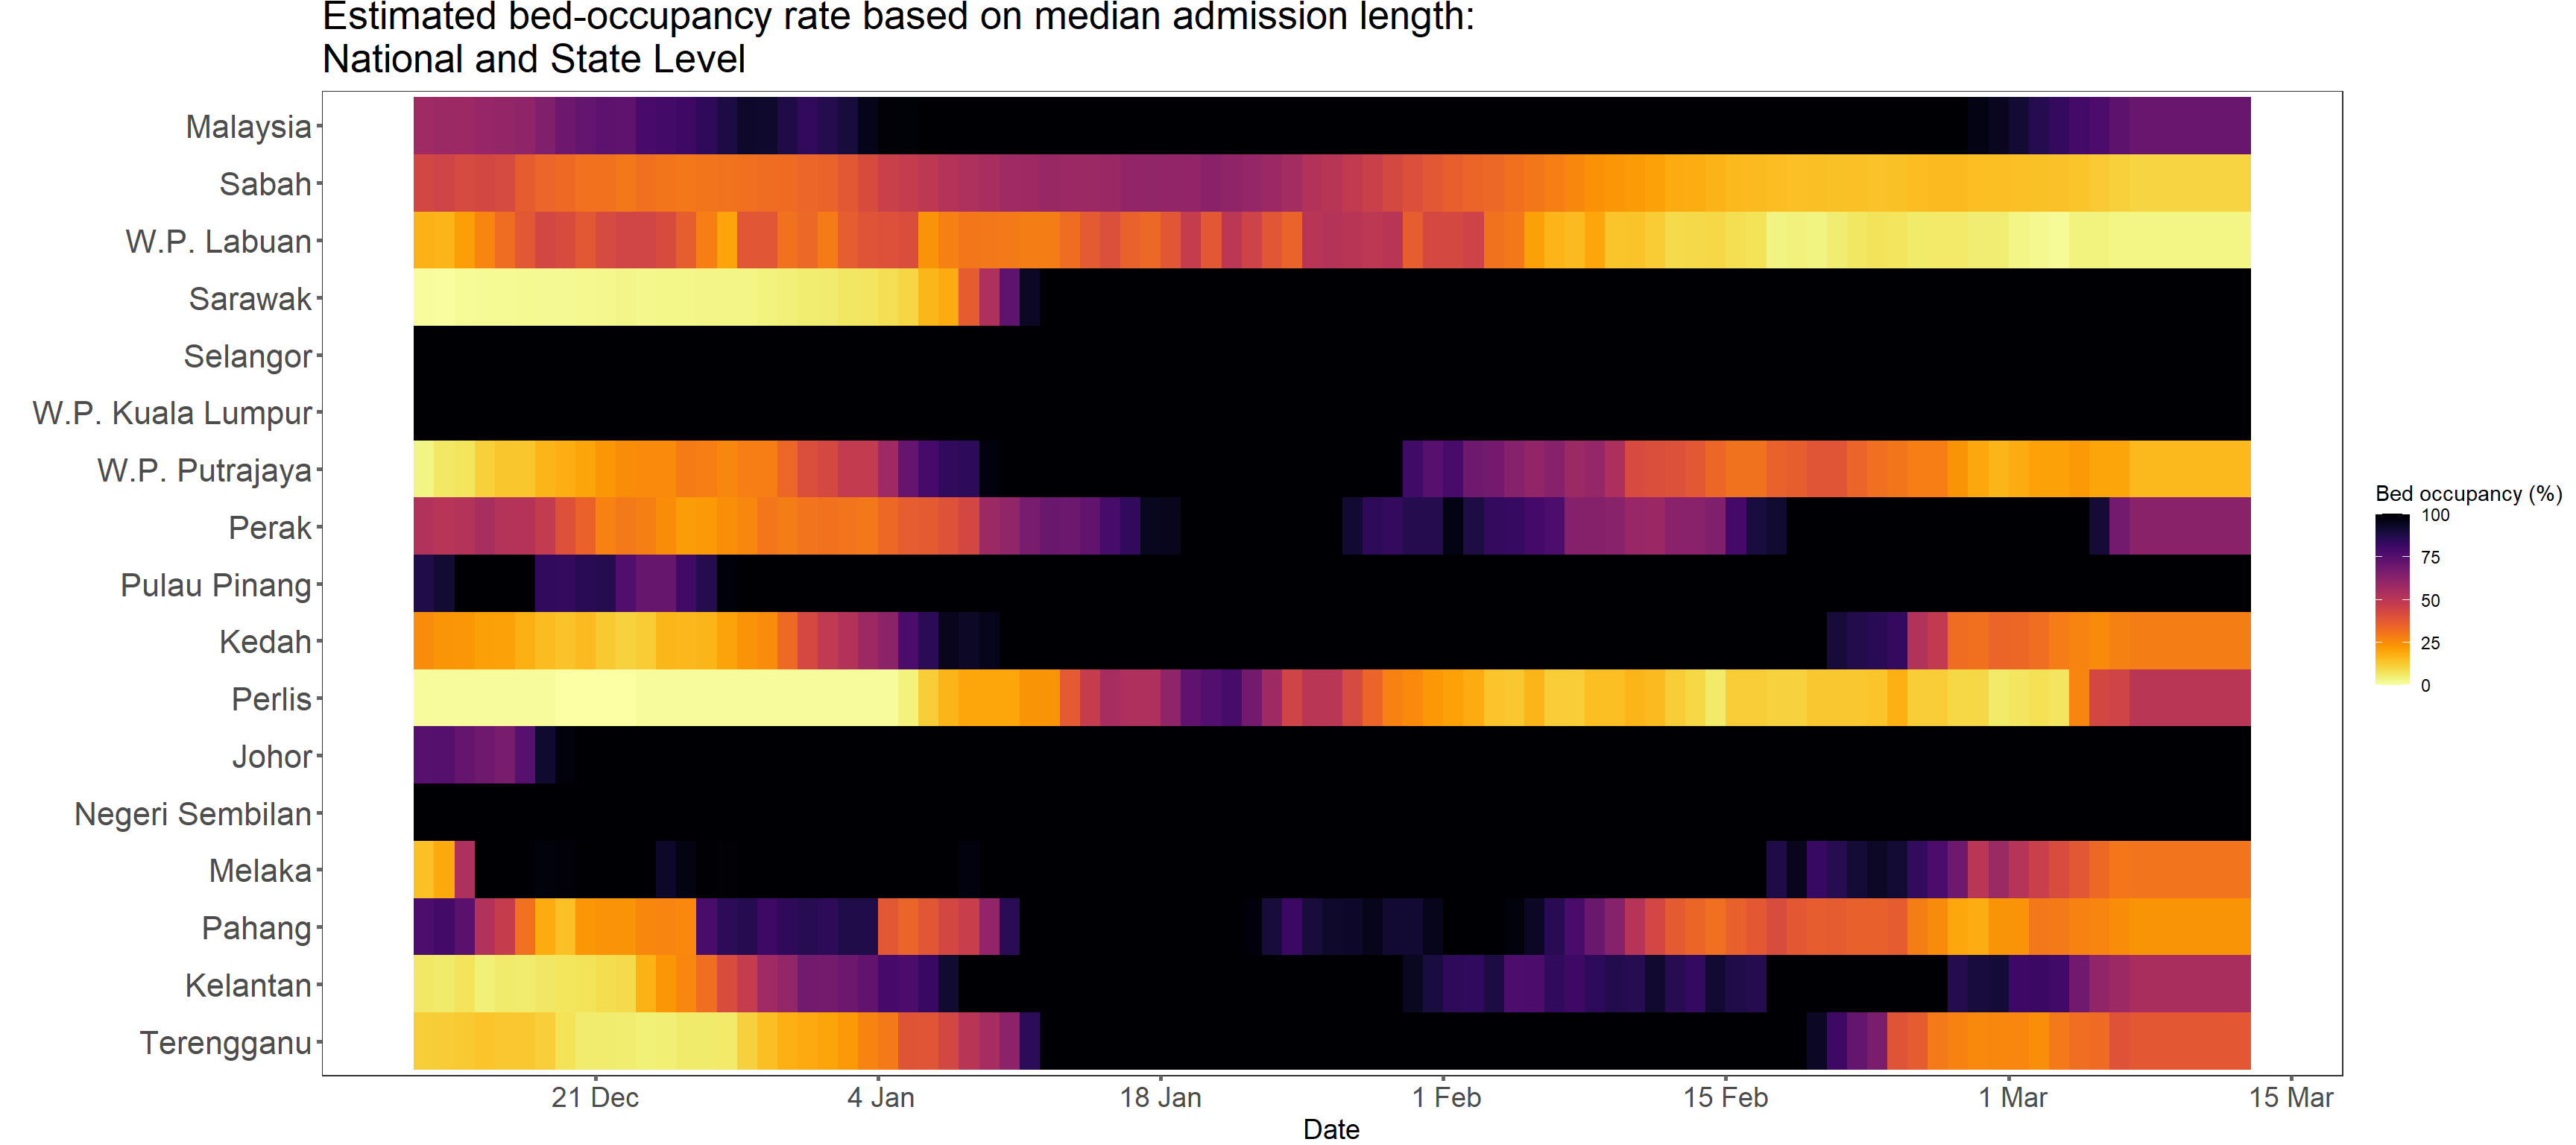 Estimated bed-occupancy rate based on median admission length:
National and State Level
Malaysia
Sabah
W.P. Labuan
Sarawak
Selangor
W.P. Kuala Lumpur
W.P. Putrajaya
Perak
Pulau Pinang
Kedah
Perlis
Johor
Negeri Sembilan
Melaka
Pahang
Kelantan
Terengganu
21 Dec
4 Jan
18 Jan
1 Feb
15 Feb
1 Mar
15 Mar
Date
Bed occupancy (%)
100
75
50
25
0